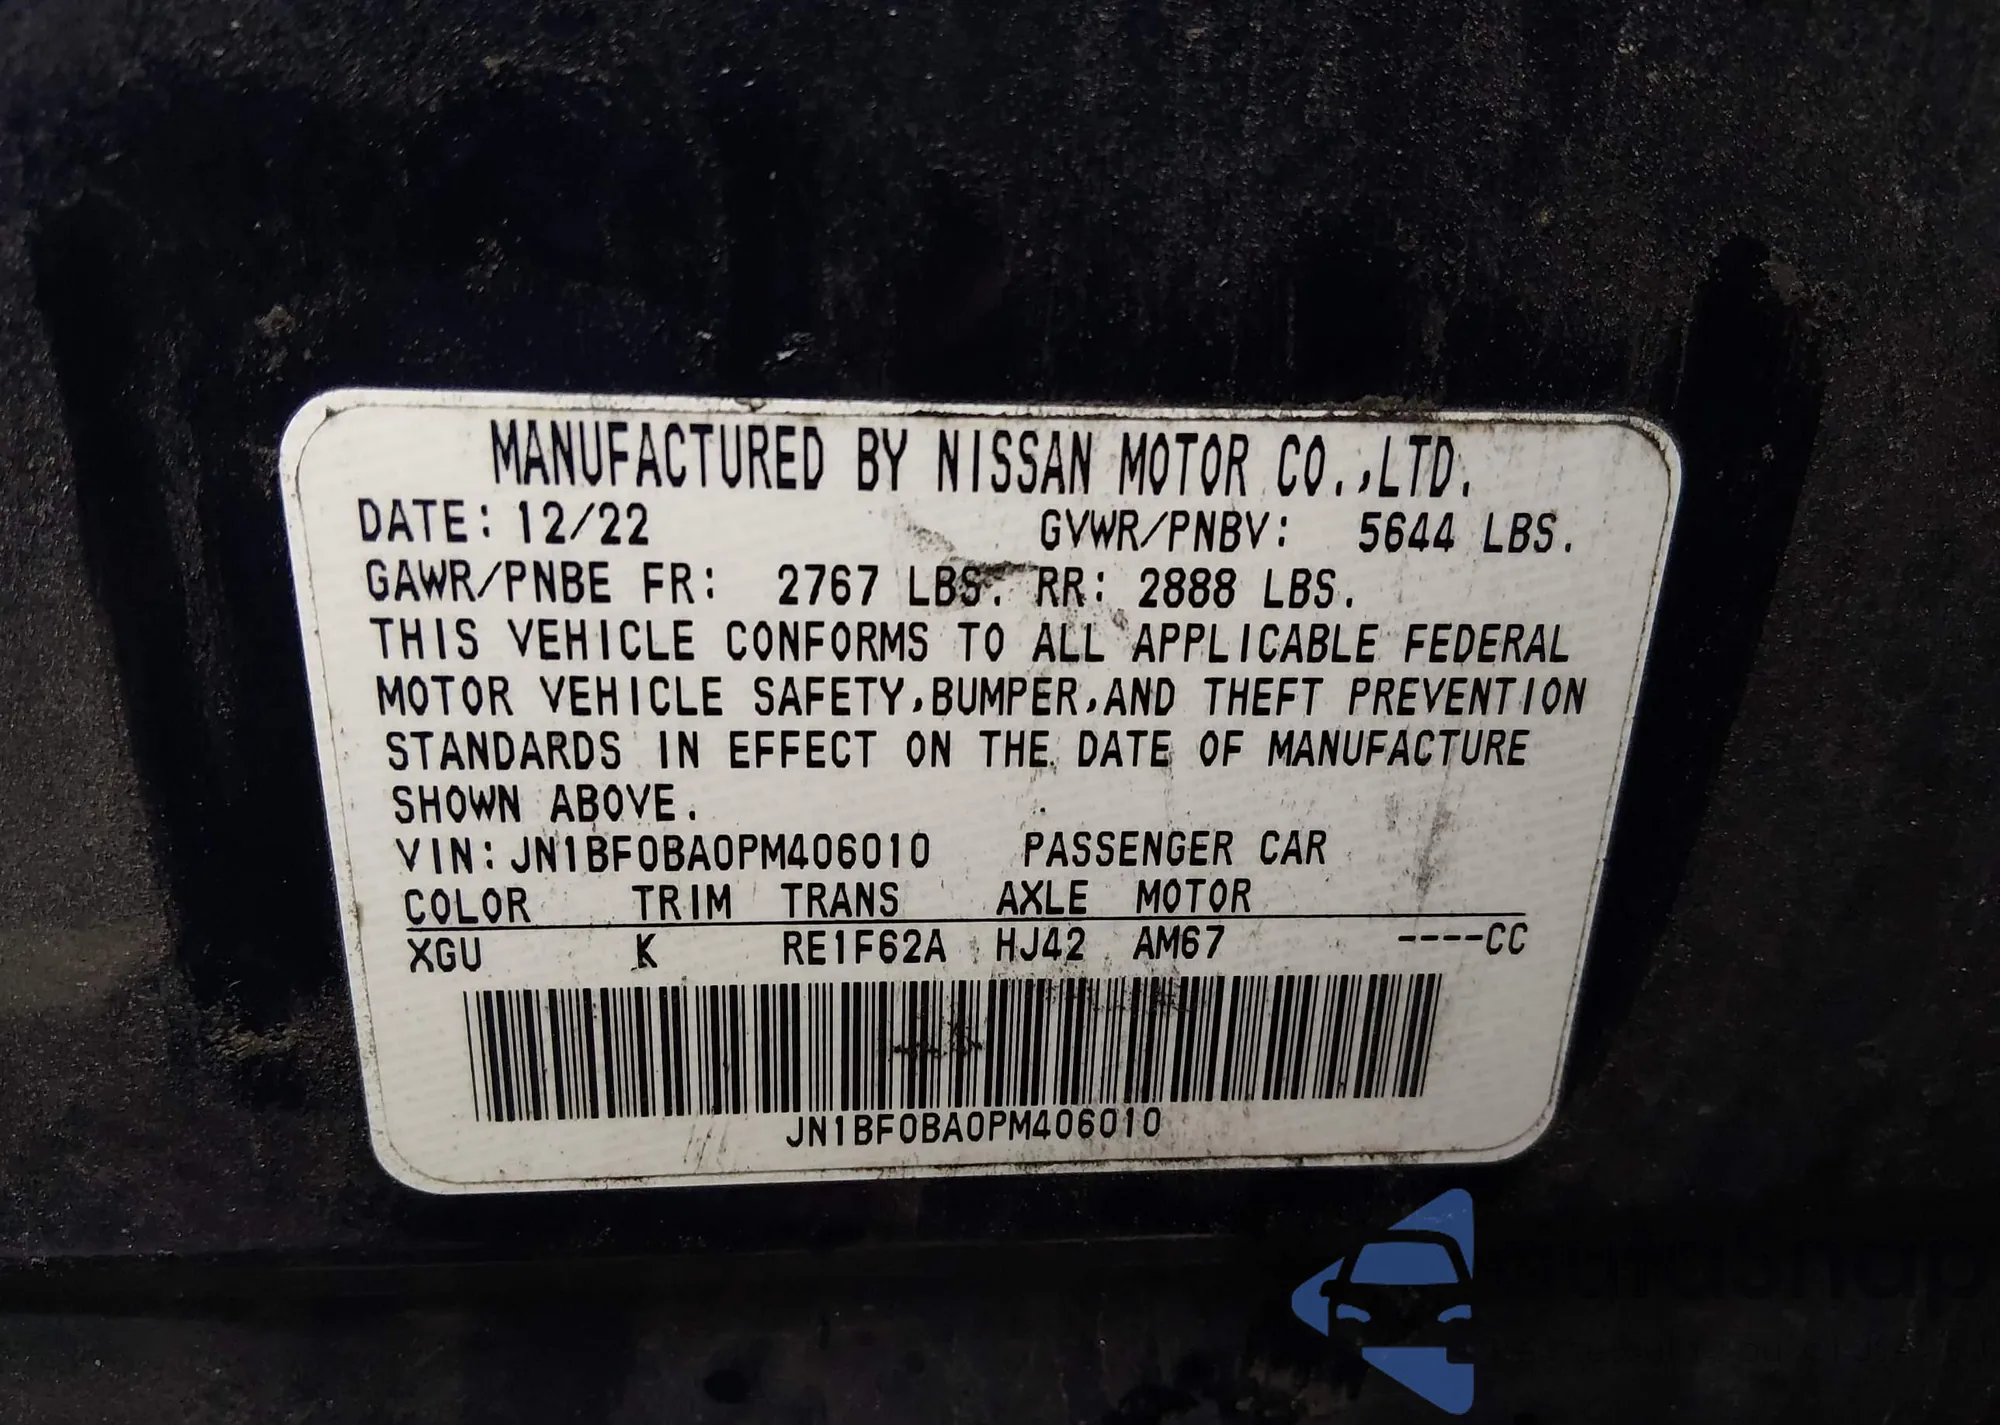 MANUFACTURED BY NISSAN MOTOR CO.,LTD.
DATE: 12/22 GVWR/PNBV: 5644 LBS.
GAWR/PNBE FR: 2767 LBS. RR: 2888 LBS.
THIS VEHICLE CONFORMS TO ALL APPLICABLE FEDERAL
MOTOR VEHICLE SAFETY,BUMPER,AND THEFT PREVENTION
STANDARDS IN EFFECT ON THE DATE OF MANUFACTURE
SHOWN ABOVE.
VIN: JN1BF0BA0PM406010 PASSENGER CAR
COLOR TRIM TRANS AXLE MOTOR
XGU K RE1F62A HJ42 AM67 ----CC
JN1BF0BA0PM406010